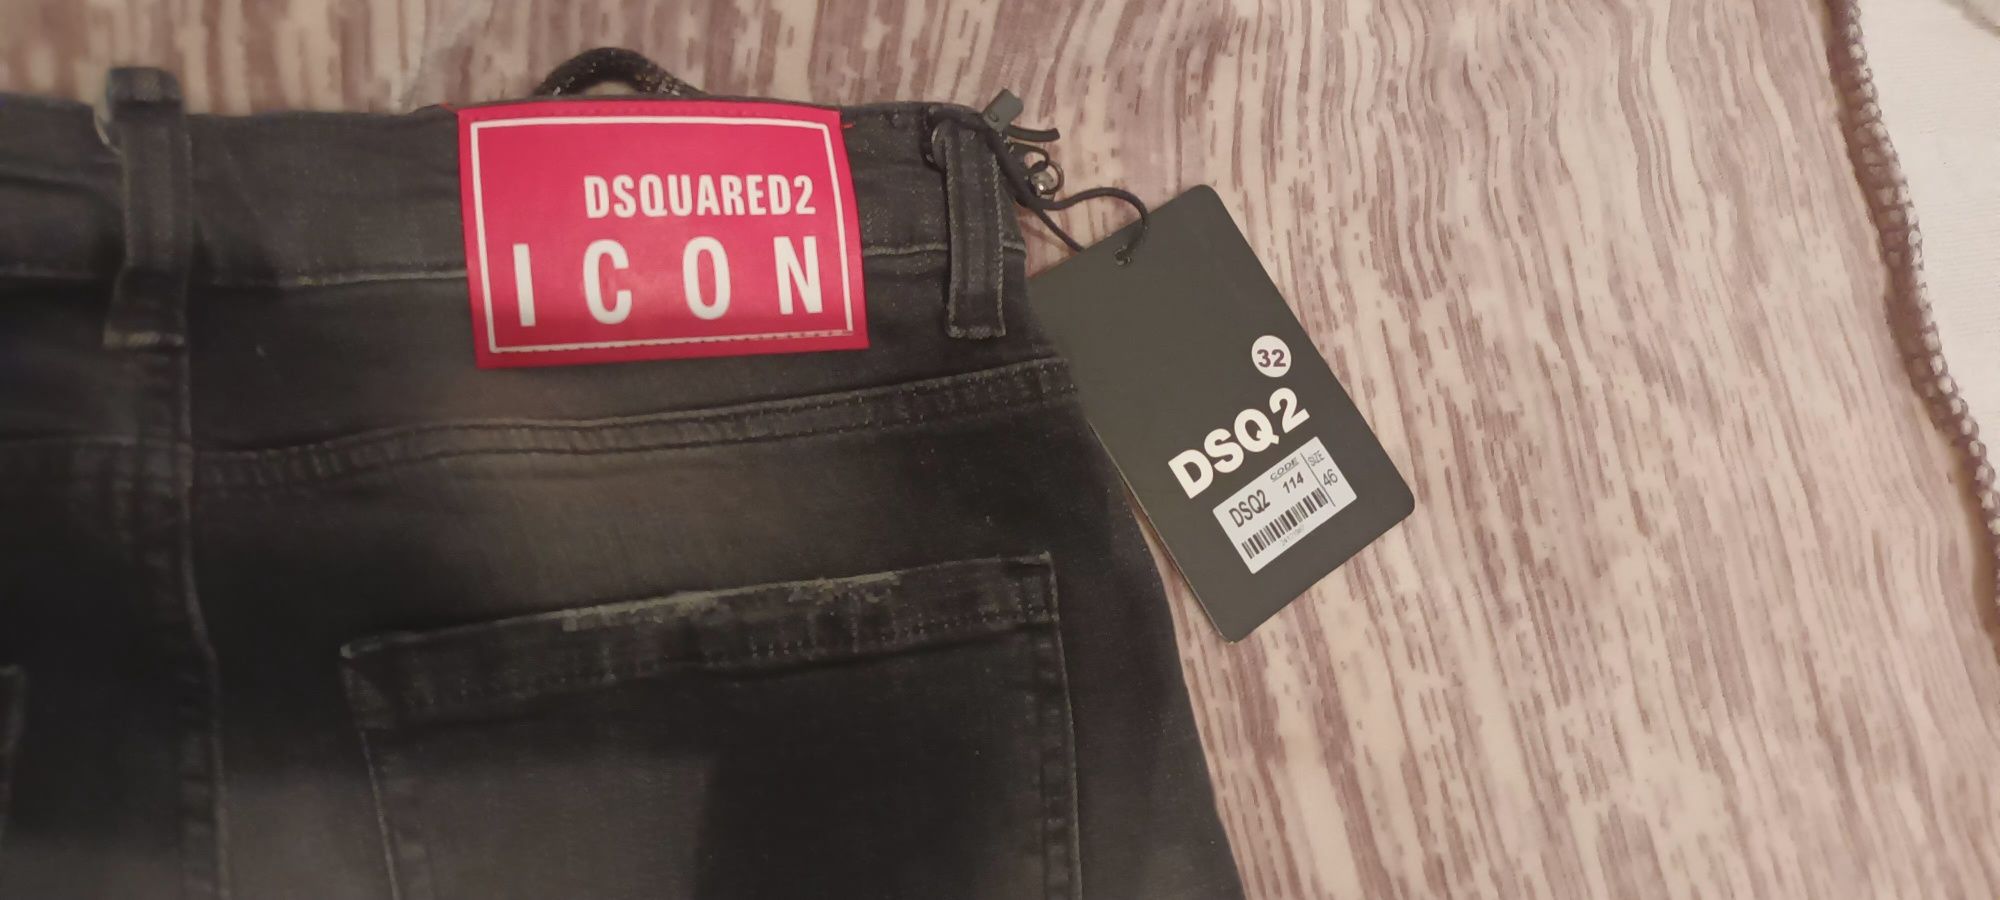 DSQUARED2
ICON
32
DSQ2
CODE
SIZE
DSQ2
114
46